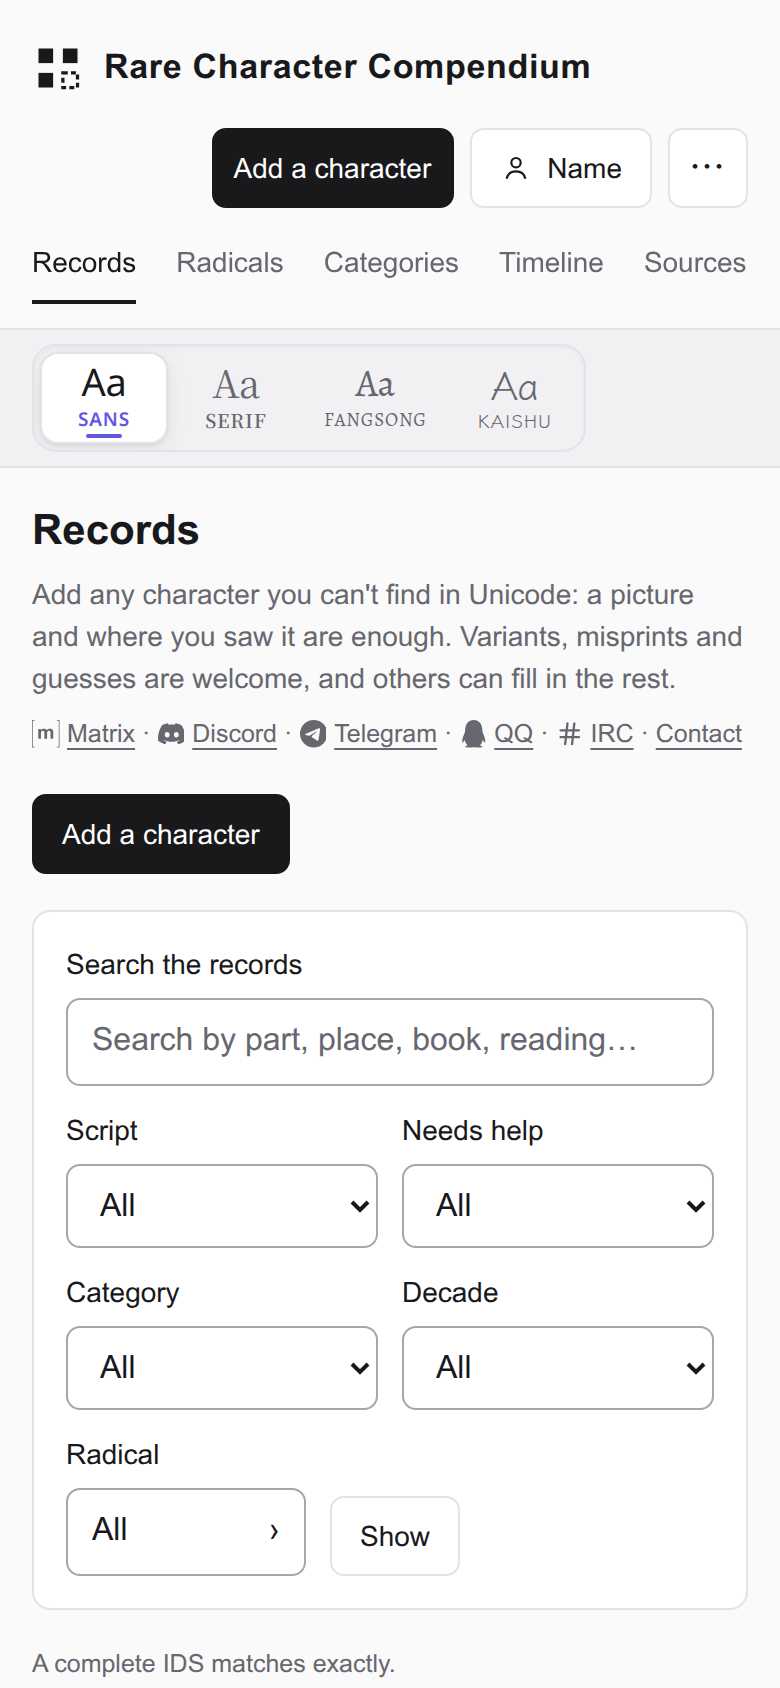 Rare Character Compendium
Add a character
Name
···
Records Radicals Categories Timeline Sources
Aa Aa Aa Aa
SANS SERIF FANGSONG KAISHU
Records
Add any character you can't find in Unicode: a picture
and where you saw it are enough. Variants, misprints and
guesses are welcome, and others can fill in the rest.
[m] Matrix · Discord · Telegram · QQ · # IRC · Contact
Add a character
Search the records
Search by part, place, book, reading…
Script Needs help
All All
Category Decade
All All
Radical
All › Show
A complete IDS matches exactly.